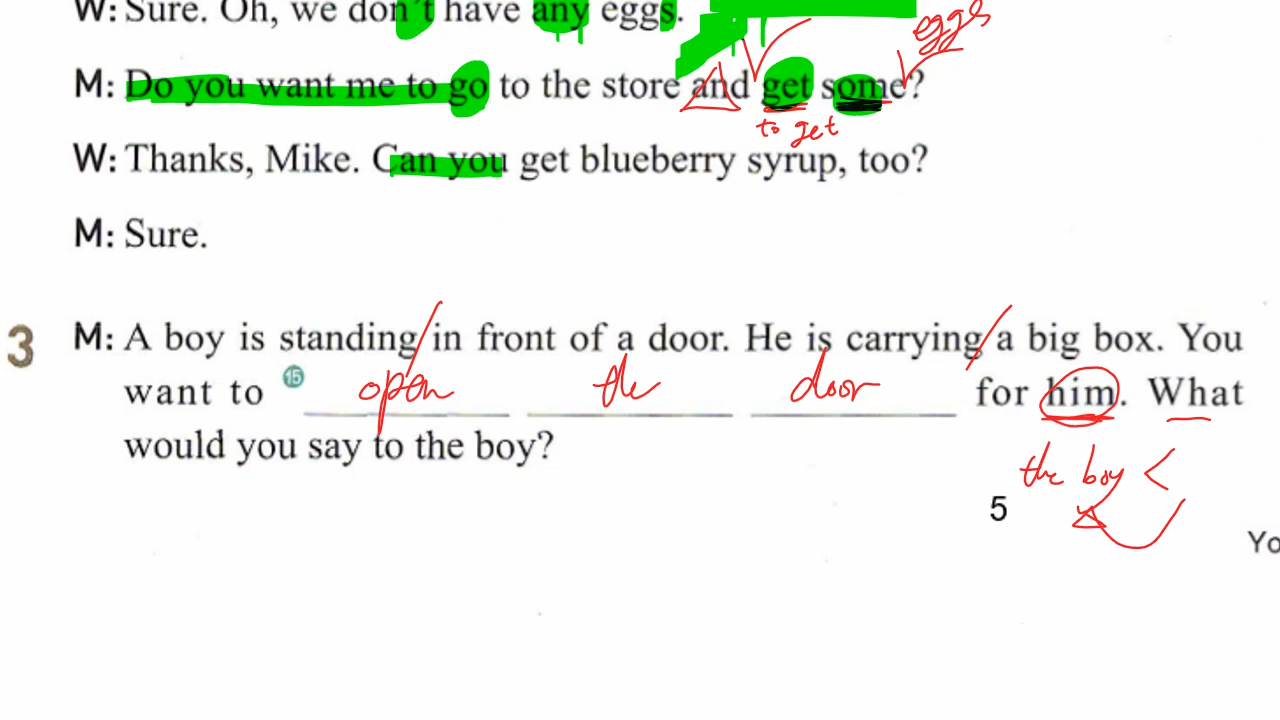 W: Sure. Oh, we don't have any eggs.
eggs
M: Do you want me to go to the store and get some?
to get
W: Thanks, Mike. Can you get blueberry syrup, too?
M: Sure.
3 M: A boy is standing in front of a door. He is carrying a big box. You
want to 15 open the door for him. What
would you say to the boy?
the boy
5
Yo